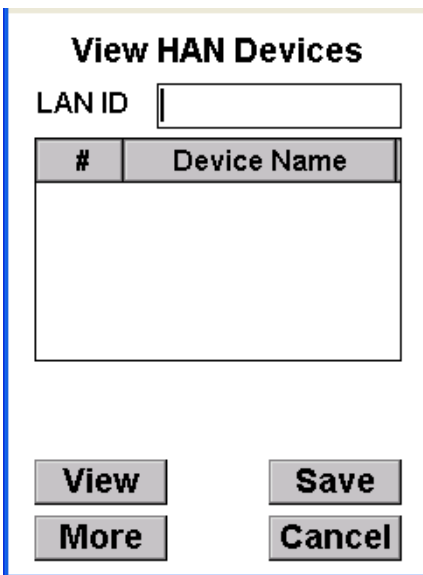 View HAN Devices
LAN ID
# Device Name
View Save
More Cancel